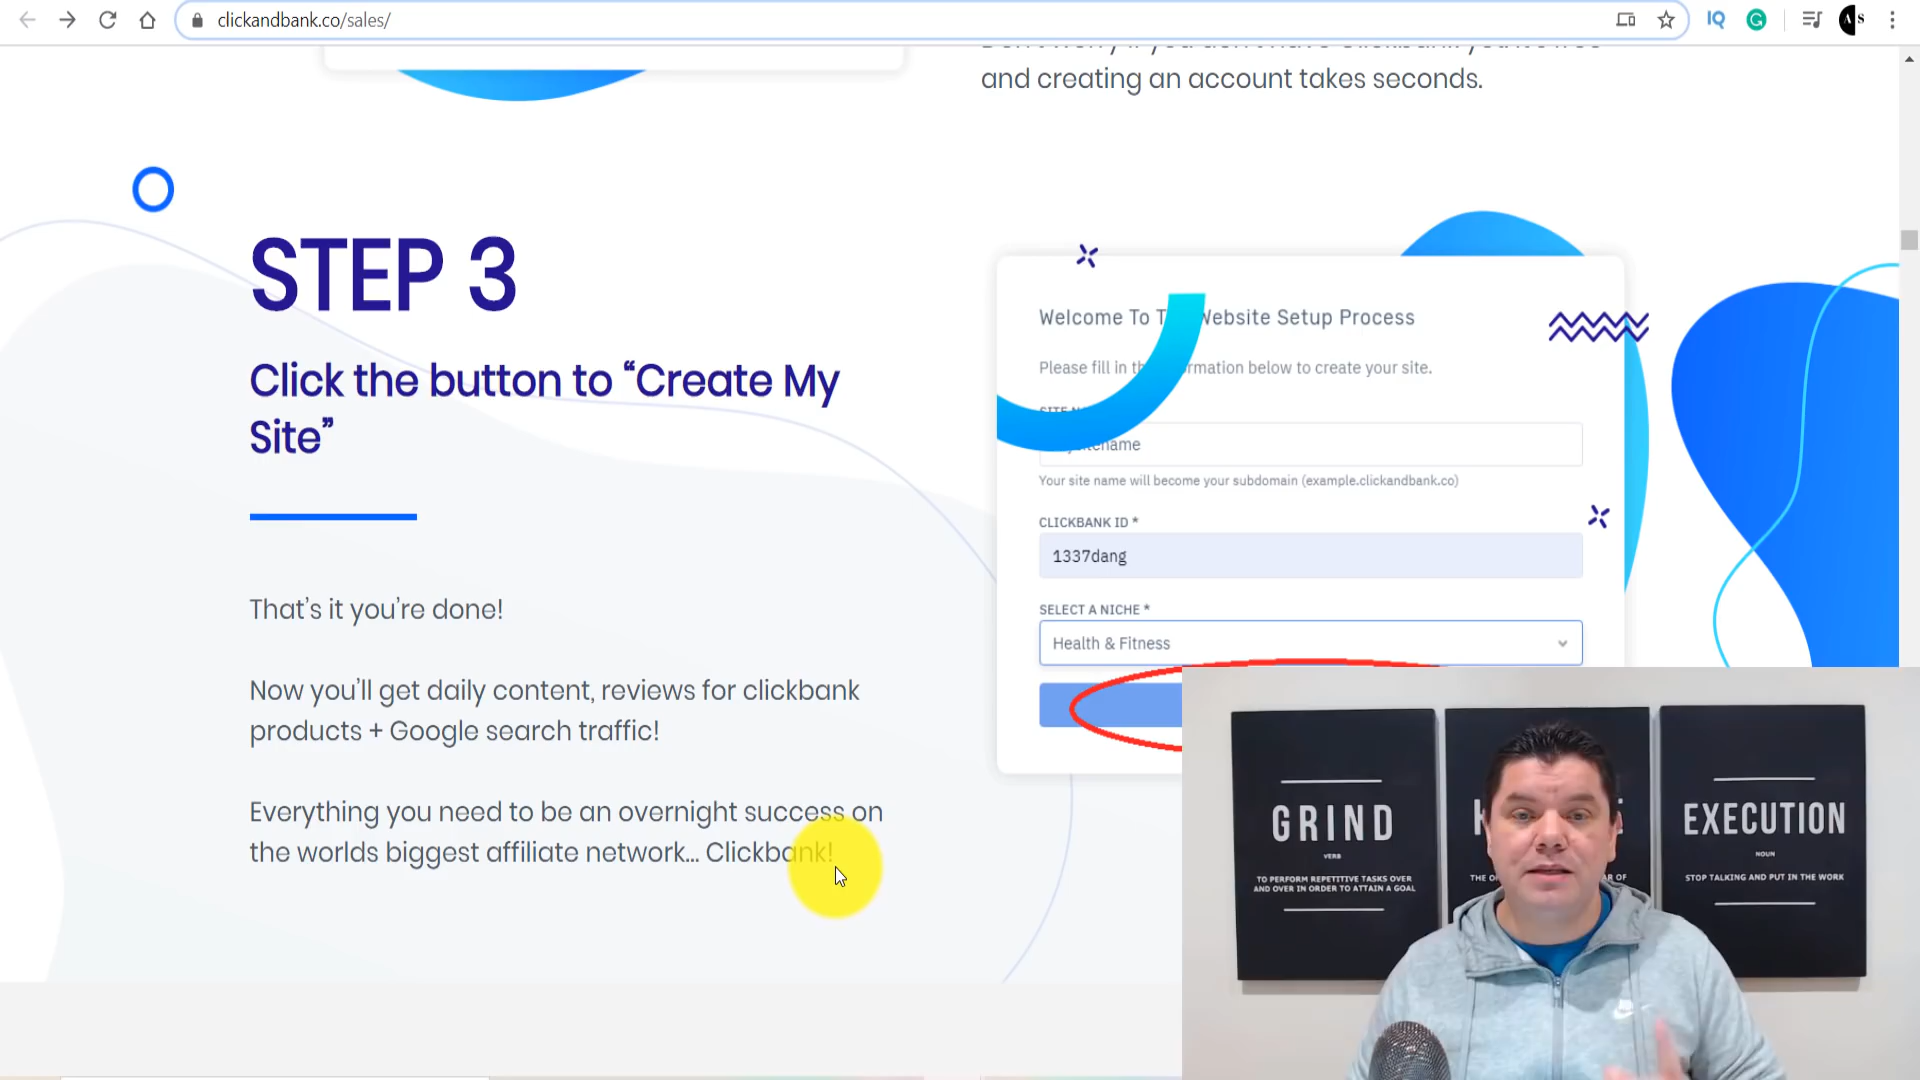 clickandbank.co/sales/
and creating an account takes seconds.
STEP 3
Click the button to “Create My
Site”
That’s it you’re done!
Now you’ll get daily content, reviews for clickbank
products + Google search traffic!
Everything you need to be an overnight success on
the worlds biggest affiliate network... Clickbank!
Welcome To Website Setup Process
Please fill in below to create your site.
Your site name will become your subdomain (example.clickandbank.co)
CLICKBANK ID *
1337dang
SELECT A NICHE *
Health & Fitness
GRIND
VERB
TO PERFORM REPETITIVE TASKS OVER
AND OVER IN ORDER TO ATTAIN A GOAL
EXECUTION
NOUN
STOP TALKING AND PUT IN THE WORK